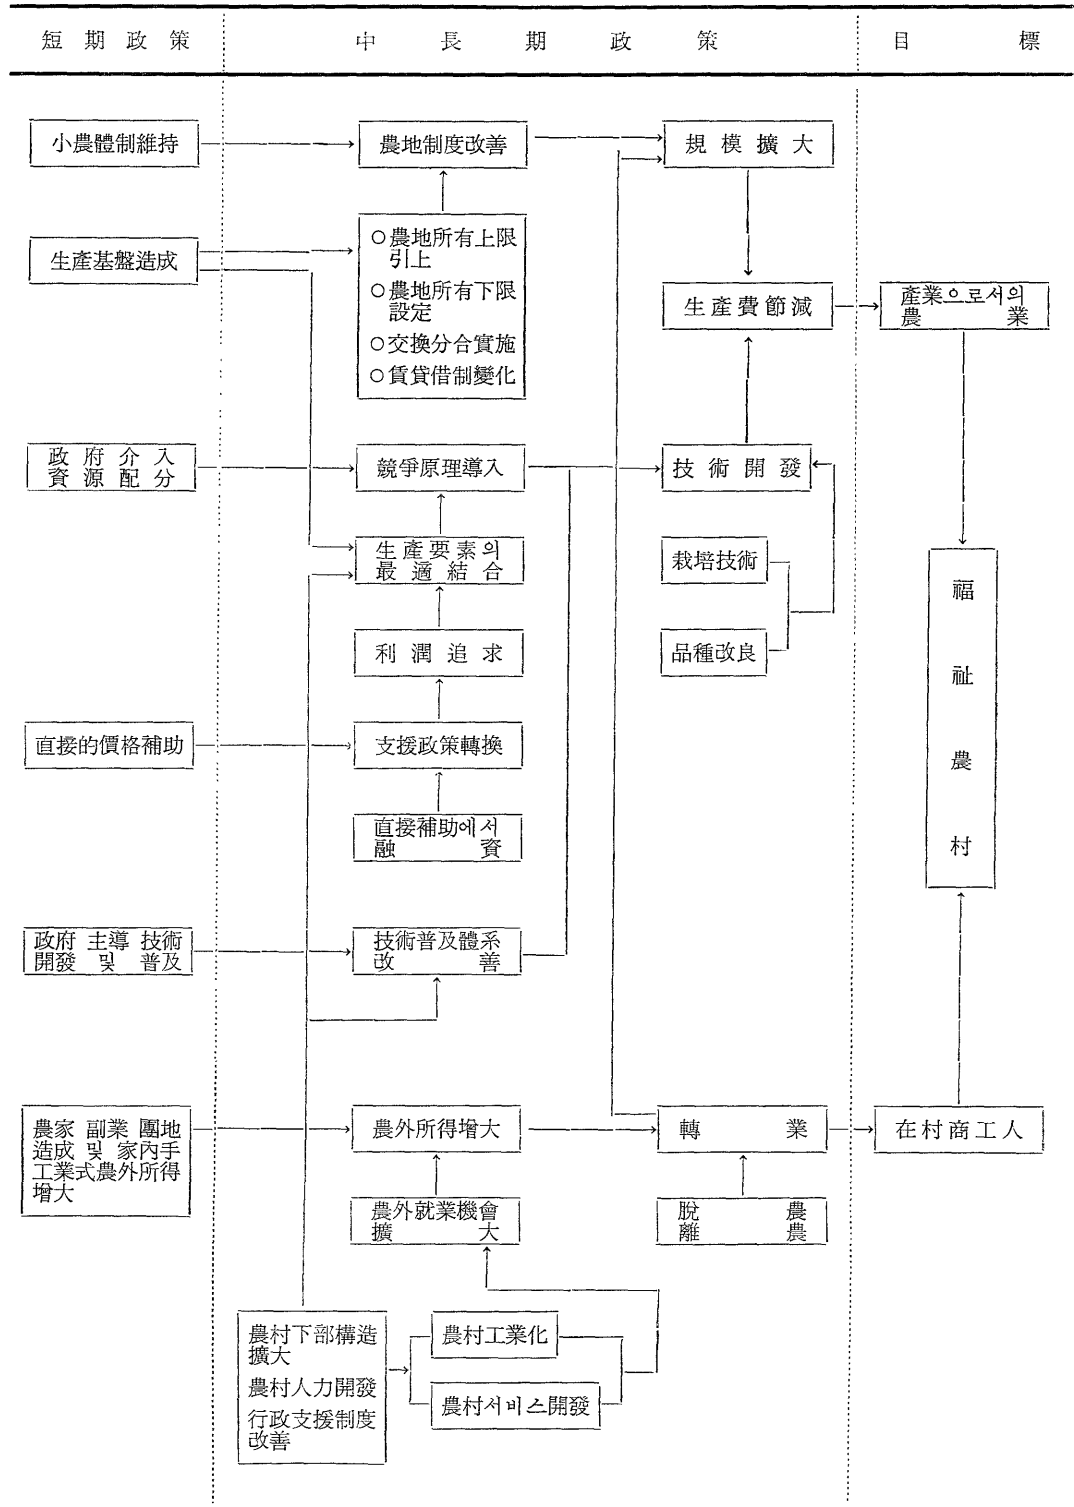 短期政策
中長期政策
目標
小農體制維持
農地制度改善
規模擴大
生產基盤造成
○農地所有上限
引上
○農地所有下限
設定
○交換分合實施
○賃貸借制變化
生產費節減
產業으로서의
農業
政府介入
資源配分
競爭原理導入
技術開發
生產要素의
最適結合
栽培技術
利潤追求
品種改良
福
祉
農
村
直接的價格補助
支援政策轉換
直接補助에서
融資
政府 主導 技術
開發 및 普及
技術普及體系
改善
農家 副業 團地
造成 및 家內手
工業式農外所得
增大
農外所得增大
轉業
在村商工人
農外就業機會
擴大
脫農
離農
農村下部構造
擴大
農村人力開發
行政支援制度
改善
農村工業化
農村서비스開發